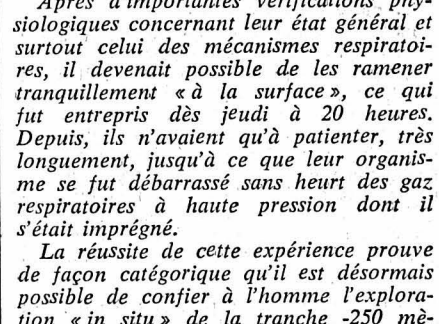 Après d'importantes vérifications phy-
siologiques concernant leur état général et
surtout celui des mécanismes respiratoi-
res, il devenait possible de les ramener
tranquillement « à la surface », ce qui
fut entrepris dès jeudi à 20 heures.
Depuis, ils n'avaient qu'à patienter, très
longuement, jusqu'à ce que leur organis-
me se fut débarrassé sans heurt des gaz
respiratoires à haute pression dont il
s'était imprégné.
La réussite de cette expérience prouve
de façon catégorique qu'il est désormais
possible de confier à l'homme l'explora-
tion « in situ » de la tranche -250 mè-